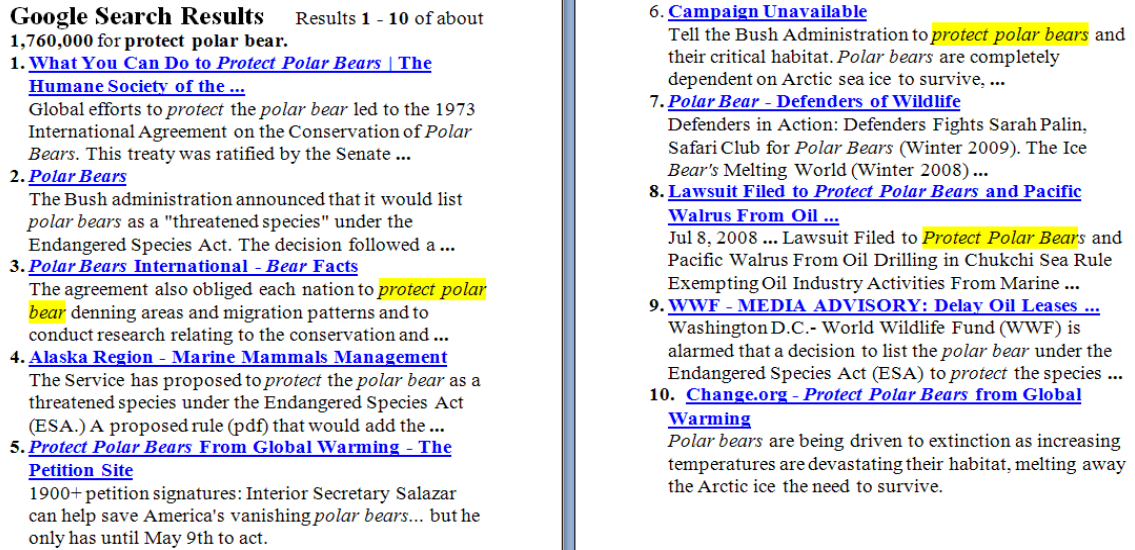 Google Search Results Results 1 - 10 of about
1,760,000 for protect polar bear.
1. What You Can Do to Protect Polar Bears | The
Humane Society of the ...
Global efforts to protect the polar bear led to the 1973
International Agreement on the Conservation of Polar
Bears. This treaty was ratified by the Senate ...
2. Polar Bears
The Bush administration announced that it would list
polar bears as a "threatened species" under the
Endangered Species Act. The decision followed a ...
3. Polar Bears International - Bear Facts
The agreement also obliged each nation to protect polar
bear denning areas and migration patterns and to
conduct research relating to the conservation and ...
4. Alaska Region - Marine Mammals Management
The Service has proposed to protect the polar bear as a
threatened species under the Endangered Species Act
(ESA.) A proposed rule (pdf) that would add the ...
5. Protect Polar Bears From Global Warming - The
Petition Site
1900+ petition signatures: Interior Secretary Salazar
can help save America's vanishing polar bears... but he
only has until May 9th to act.
6. Campaign Unavailable
Tell the Bush Administration to protect polar bears and
their critical habitat. Polar bears are completely
dependent on Arctic sea ice to survive, ...
7. Polar Bear - Defenders of Wildlife
Defenders in Action: Defenders Fights Sarah Palin,
Safari Club for Polar Bears (Winter 2009). The Ice
Bear's Melting World (Winter 2008) ...
8. Lawsuit Filed to Protect Polar Bears and Pacific
Walrus From Oil ...
Jul 8, 2008 ... Lawsuit Filed to Protect Polar Bears and
Pacific Walrus From Oil Drilling in Chukchi Sea Rule
Exempting Oil Industry Activities From Marine ...
9. WWF - MEDIA ADVISORY: Delay Oil Leases ...
Washington D.C.- World Wildlife Fund (WWF) is
alarmed that a decision to list the polar bear under the
Endangered Species Act (ESA) to protect the species ...
10. Change.org - Protect Polar Bears from Global
Warming
Polar bears are being driven to extinction as increasing
temperatures are devastating their habitat, melting away
the Arctic ice the need to survive.